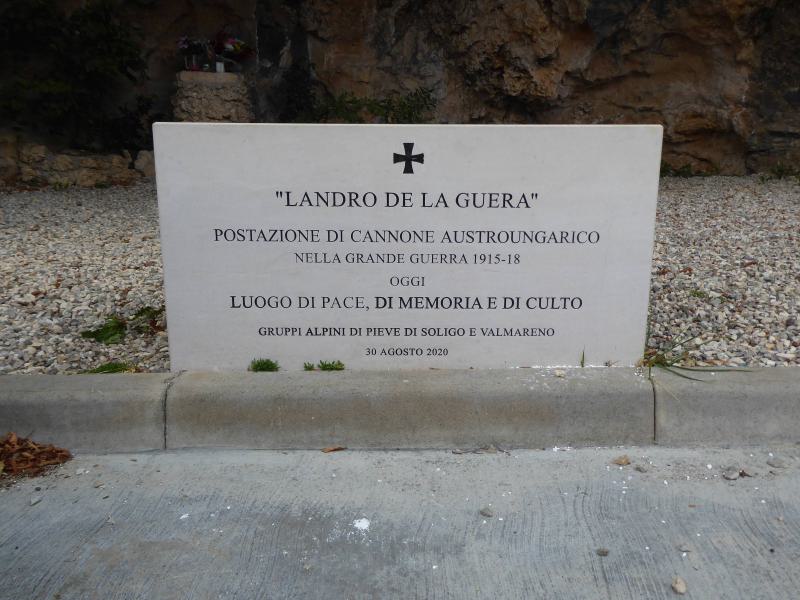 "LANDRO DE LA GUERA"
POSTAZIONE DI CANNONE AUSTROUNGARICO
NELLA GRANDE GUERRA 1915-18
OGGI
LUOGO DI PACE, DI MEMORIA E DI CULTO
GRUPPI ALPINI DI PIEVE DI SOLIGO E VALMARENO
30 AGOSTO 2020